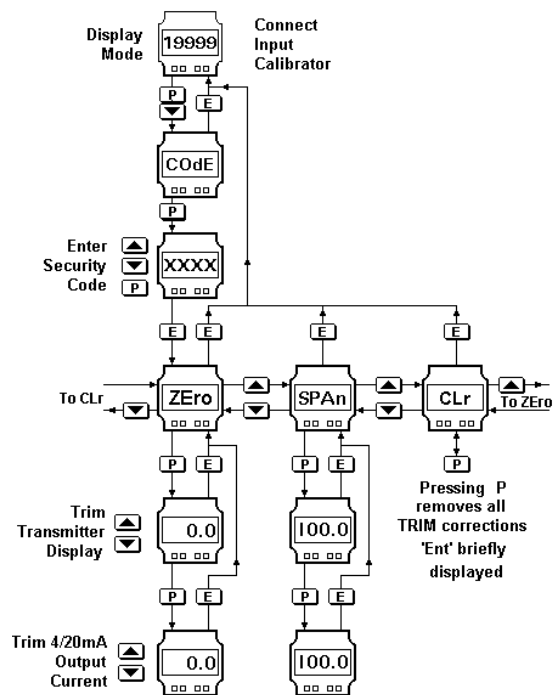 Display
Mode
19999
Connect
Input
Calibrator
P
E
COdE
P
Enter
Security
Code P
XXXX
E E E E
To CLr
ZEro
SPAn
CLr
To ZEro
P E P E P
Pressing P
removes all
TRIM corrections
'Ent' briefly
displayed
Trim
Transmitter
Display
0.0
I00.0
P E P E
Trim 4/20mA
Output
Current
0.0
I00.0